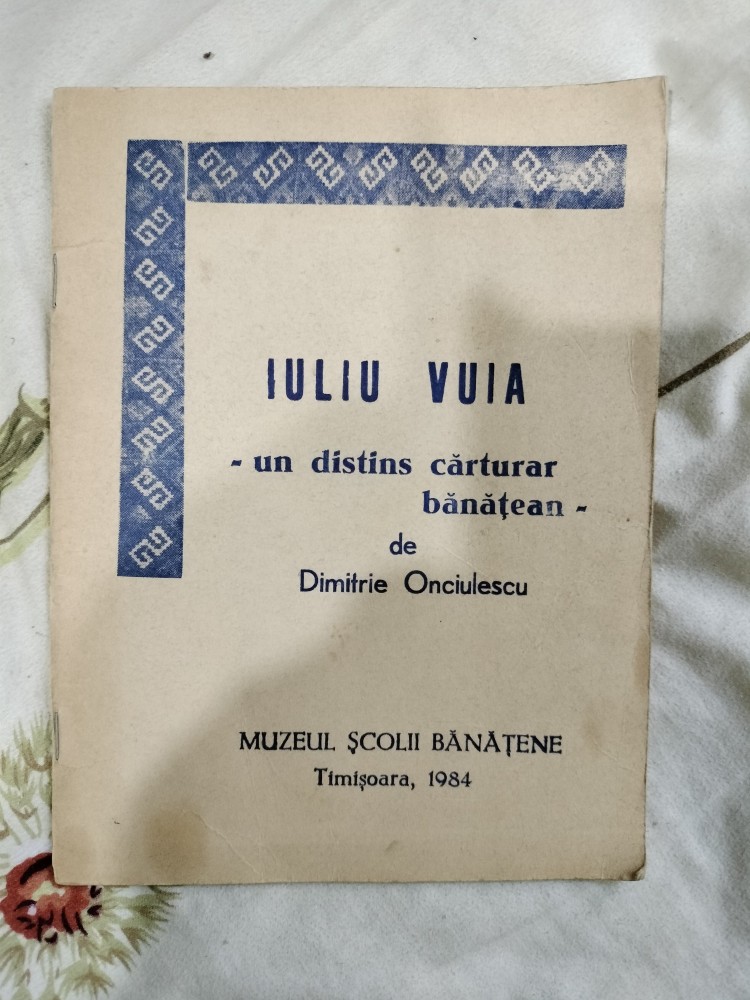 IULIU VUIA
- un distins cărturar
bănățean -
de
Dimitrie Onciulescu
MUZEUL ȘCOLII BĂNĂȚENE
Timișoara, 1984